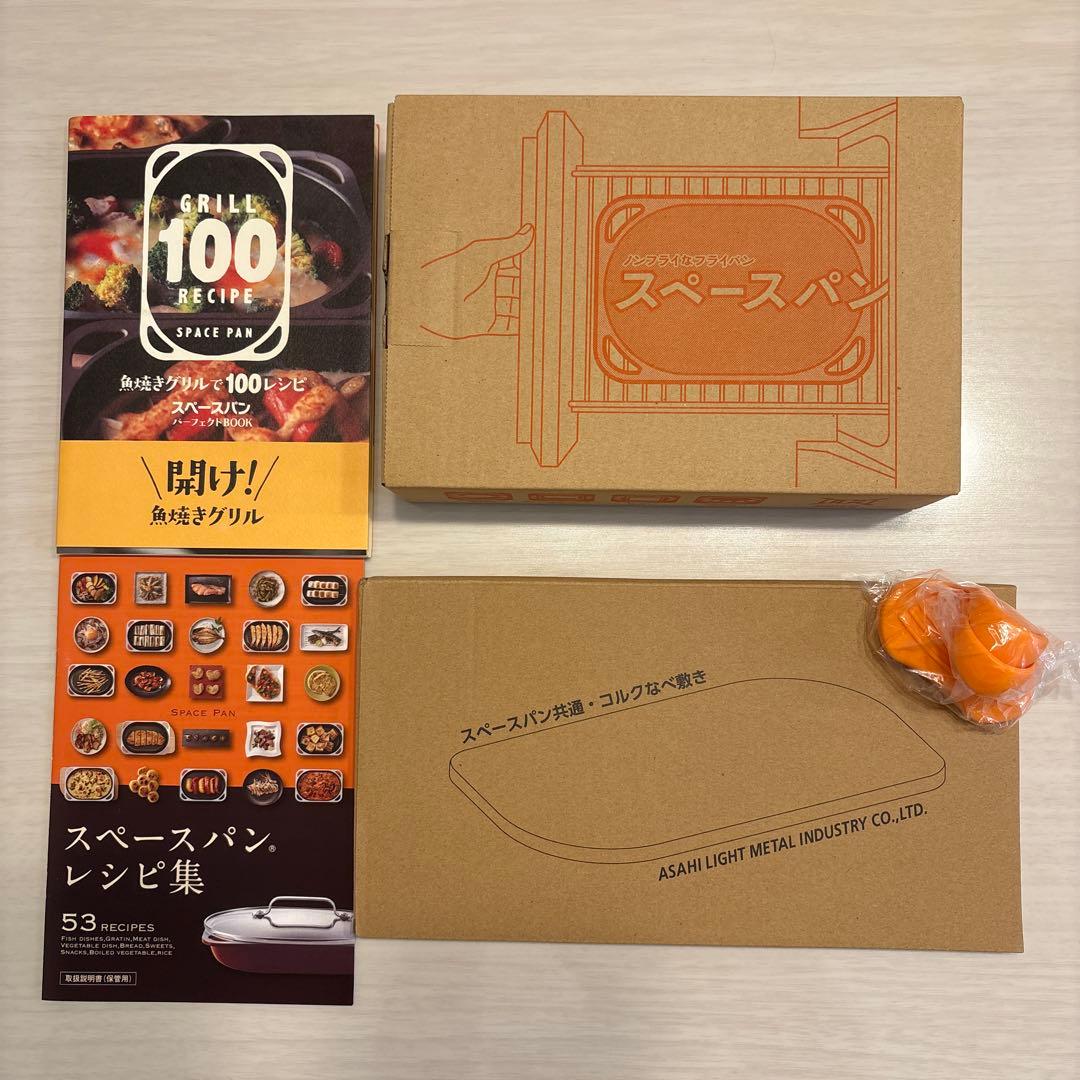 GRILL
100
RECIPE
SPACE PAN
魚焼きグリルで100レシピ
スペースパン
パーフェクトBOOK
開け!
魚焼きグリル
SPACE PAN
スペースパン®
レシピ集
53 RECIPES
FISH DISHES,GRATIN,MEAT DISH,
VEGETABLE DISH,BREAD,SWEETS,
SNACKS,BOILED VEGETABLE,RICE
取扱説明書(保管用)
ノンフライなフライパン
スペースパン
スペースパン共通・コルクなべ敷き
ASAHI LIGHT METAL INDUSTRY CO.,LTD.